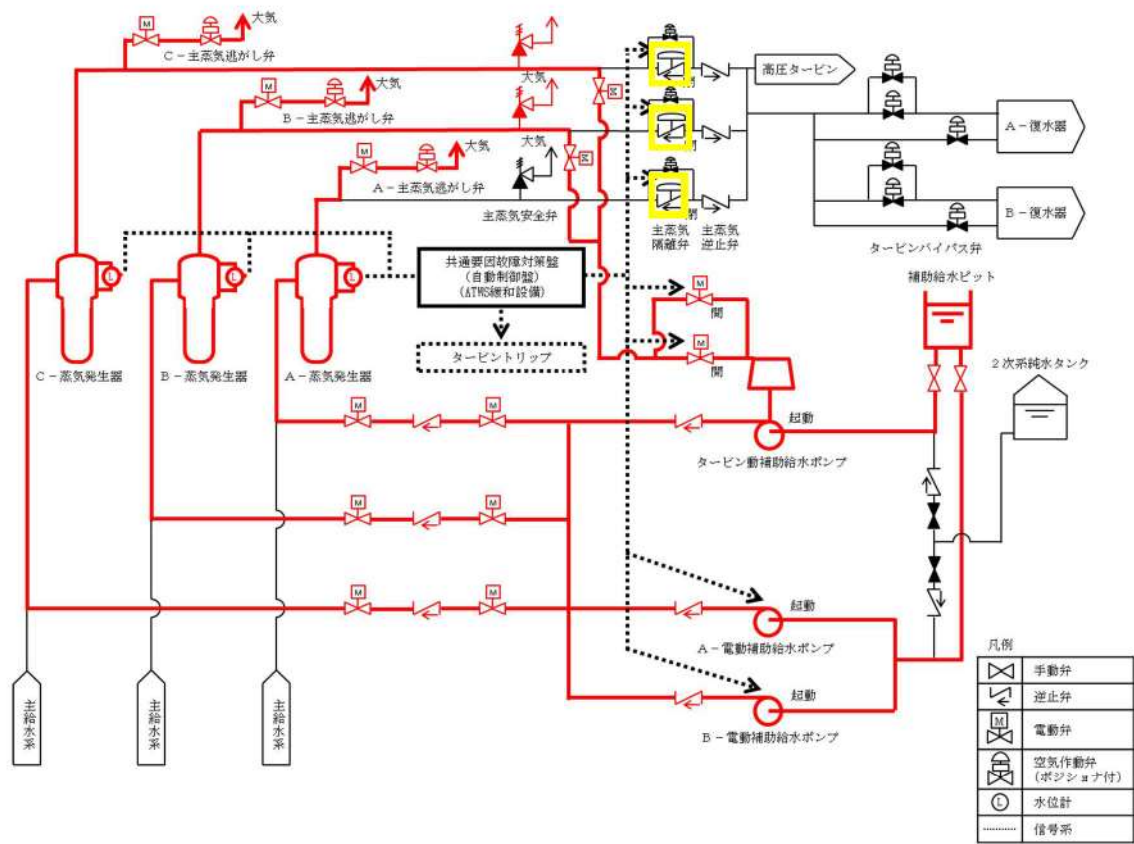 M
大気
C－主蒸気逃がし弁
M
大気
B－主蒸気逃がし弁
M
大気
A－主蒸気逃がし弁
大気
大気
主蒸気安全弁
閉
閉
閉
主蒸気
隔離弁
主蒸気
逆止弁
高圧タービン
A－復水器
B－復水器
タービンバイパス弁
補助給水ピット
2次系純水タンク
L
L
L
共通要因故障対策盤
(自動制御盤)
(ATWS緩和設備)
タービントリップ
C－蒸気発生器
B－蒸気発生器
A－蒸気発生器
M
開
M
開
M
M
起動
タービン動補助給水ポンプ
M
M
M
M
起動
A－電動補助給水ポンプ
起動
B－電動補助給水ポンプ
主給水系
主給水系
主給水系
凡例
手動弁
逆止弁
M
電動弁
空気作動弁
(ポジショナ付)
L
水位計
信号系